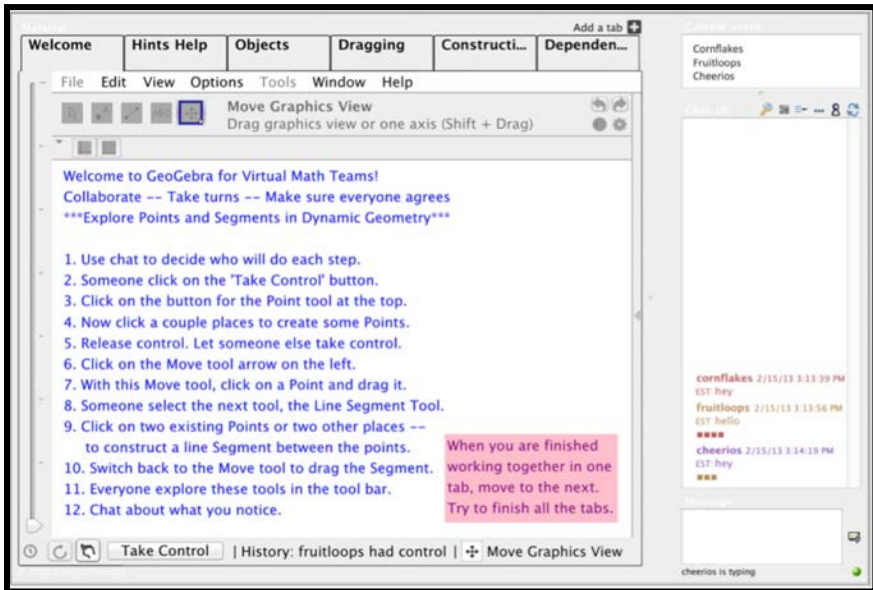 Add a tab
Welcome
Hints Help
Objects
Dragging
Constructi...
Dependen...
File Edit View Options Tools Window Help
Move Graphics View
Drag graphics view or one axis (Shift + Drag)
Welcome to GeoGebra for Virtual Math Teams!
Collaborate -- Take turns -- Make sure everyone agrees
***Explore Points and Segments in Dynamic Geometry***
1. Use chat to decide who will do each step.
2. Someone click on the 'Take Control' button.
3. Click on the button for the Point tool at the top.
4. Now click a couple places to create some Points.
5. Release control. Let someone else take control.
6. Click on the Move tool arrow on the left.
7. With this Move tool, click on a Point and drag it.
8. Someone select the next tool, the Line Segment Tool.
9. Click on two existing Points or two other places --
to construct a line Segment between the points.
10. Switch back to the Move tool to drag the Segment.
11. Everyone explore these tools in the tool bar.
12. Chat about what you notice.
When you are finished
working together in one
tab, move to the next.
Try to finish all the tabs.
Take Control | History: fruitloops had control | Move Graphics View
Cornflakes
Fruitloops
Cheerios
cornflakes 2/15/13 3:13:39 PM
EST: hey
fruitloops 2/15/13 3:13:56 PM
EST: hello
cheerios 2/15/13 3:14:19 PM
EST: hey
Message
cheerios is typing